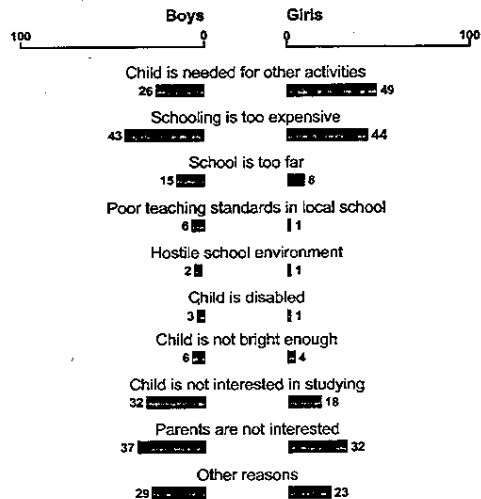 Boys Girls
100 0 0 100
Child is needed for other activities
26 49
Schooling is too expensive
43 44
School is too far
15 8
Poor teaching standards in local school
6 1
Hostile school environment
2 1
Child is disabled
3 1
Child is not bright enough
6 4
Child is not interested in studying
32 18
Parents are not interested
37 32
Other reasons
29 23